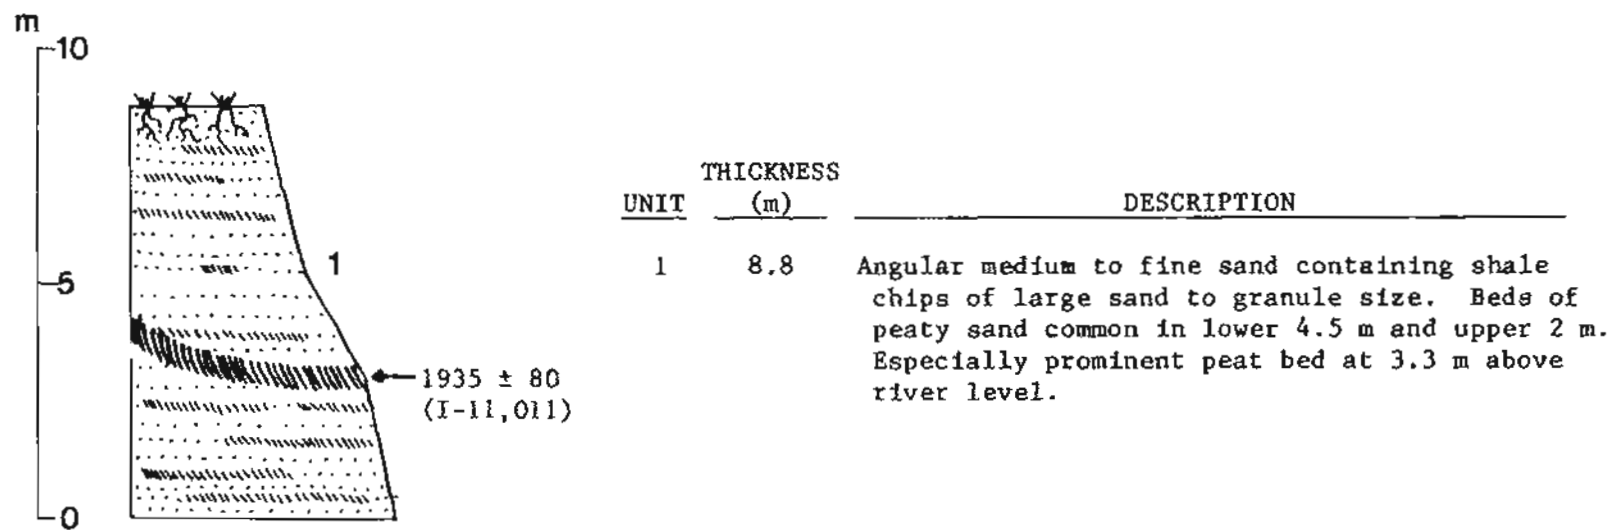 m
10
5
0
1
1935 ± 80
(I-11,011)
THICKNESS
UNIT (m) DESCRIPTION
1 8.8 Angular medium to fine sand containing shale
chips of large sand to granule size. Beds of
peaty sand common in lower 4.5 m and upper 2 m.
Especially prominent peat bed at 3.3 m above
river level.